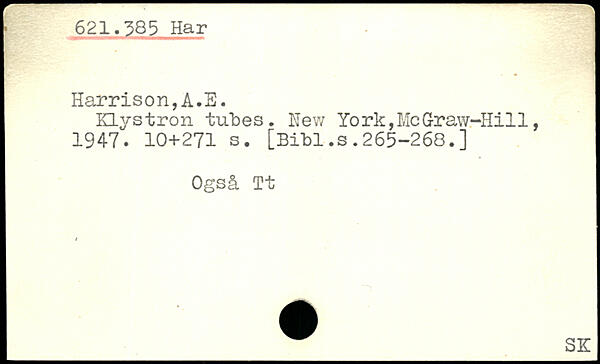 621.385 Har
Harrison,A.E.
Klystron tubes. New York,McGraw-Hill,
1947. 10+271 s. [Bibl.s.265-268.]
Også Tt
SK